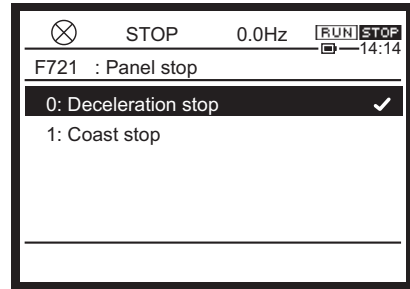 STOP 0.0Hz RUN STOP
14:14
F721 : Panel stop
0: Deceleration stop
1: Coast stop